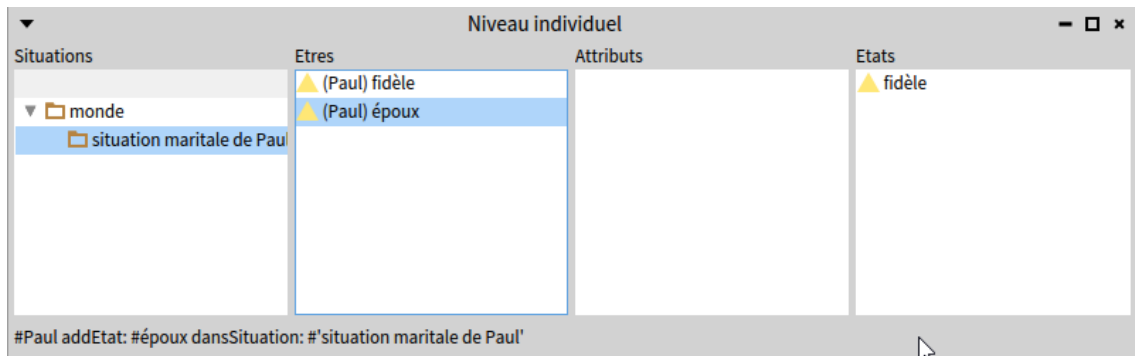 Niveau individuel
Situations Etres Attributs Etats
(Paul) fidèle fidèle
monde (Paul) époux
situation maritale de Paul
#Paul addEtat: #époux dansSituation: #'situation maritale de Paul'